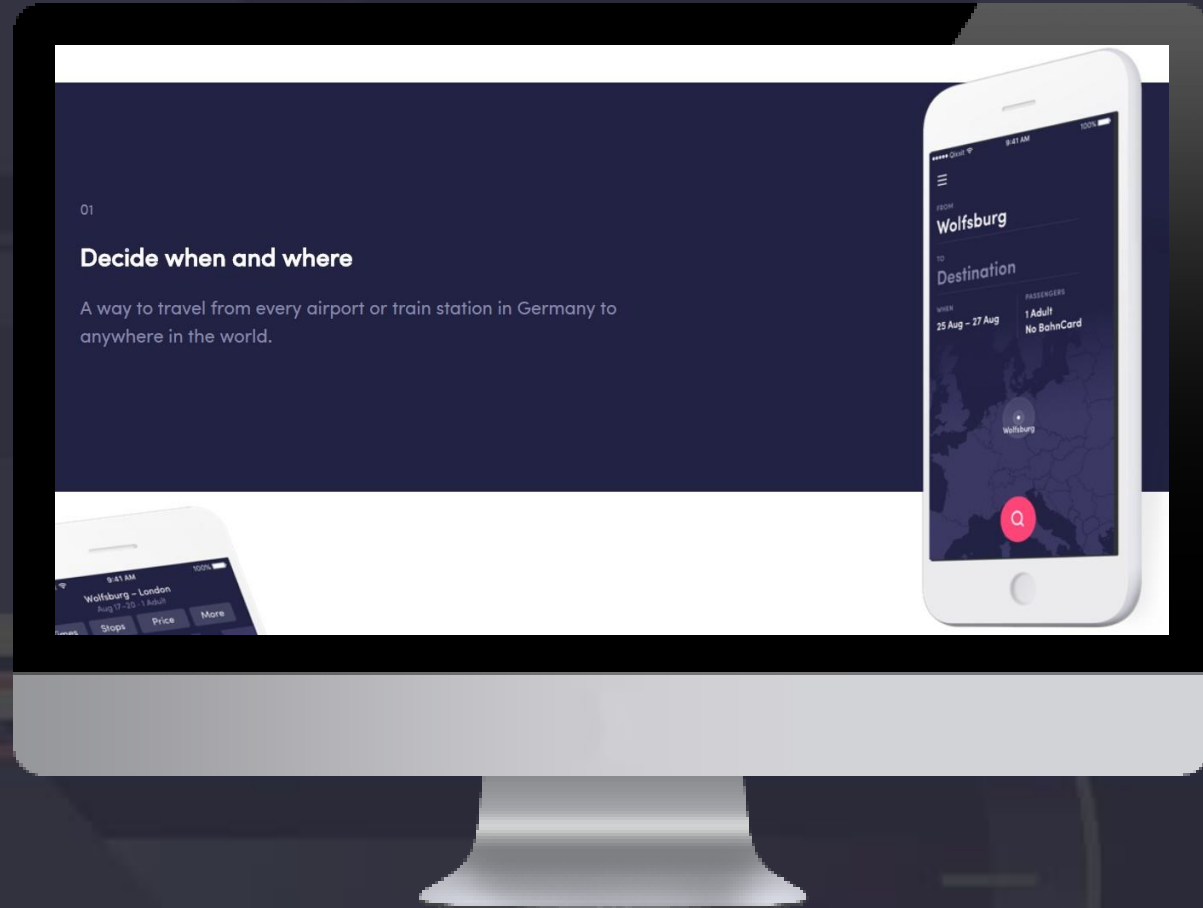 01
Decide when and where
A way to travel from every airport or train station in Germany to
anywhere in the world.
Qixxit 9:41 AM 100%
FROM
Wolfsburg
TO
Destination
WHEN
25 Aug – 27 Aug
PASSENGERS
1 Adult
No BahnCard
Wolfsburg
9:41 AM 100%
Wolfsburg – London
Aug 17-20 · 1 Adult
Stops Price More